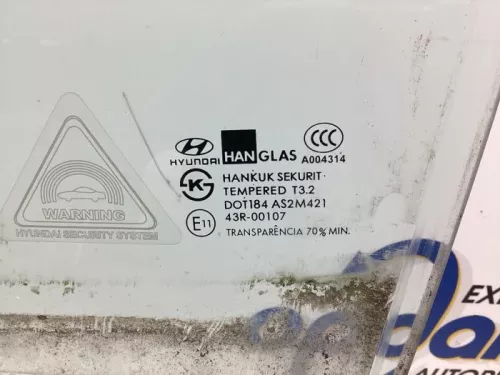 HYUNDAI HANGLAS A004314
HANKUK SEKURIT
TEMPERED T3.2
DOT184 AS2M421
E11 43R-00107
TRANSPARÊNCIA 70% MIN.
WARNING
HYUNDAI SECURITY SYSTEM